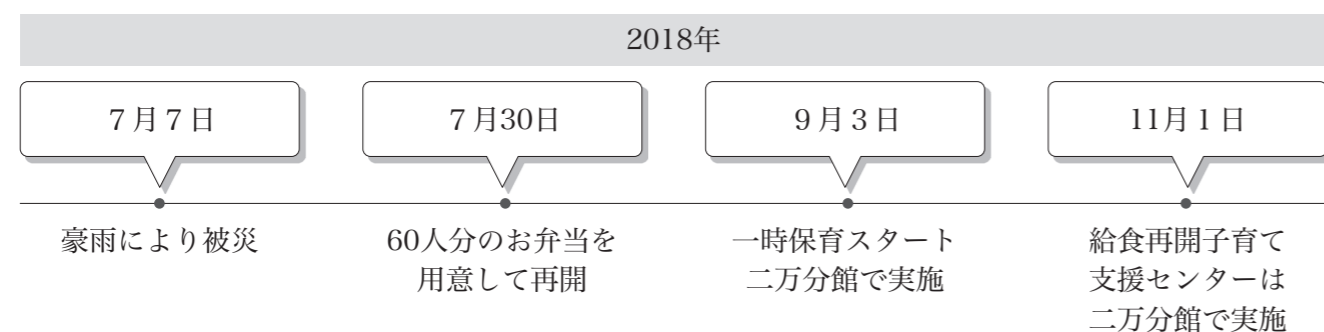 2018年
7月7日
7月30日
9月3日
11月1日
豪雨により被災
60人分のお弁当を
用意して再開
一時保育スタート
二万分館で実施
給食再開子育て
支援センターは
二万分館で実施